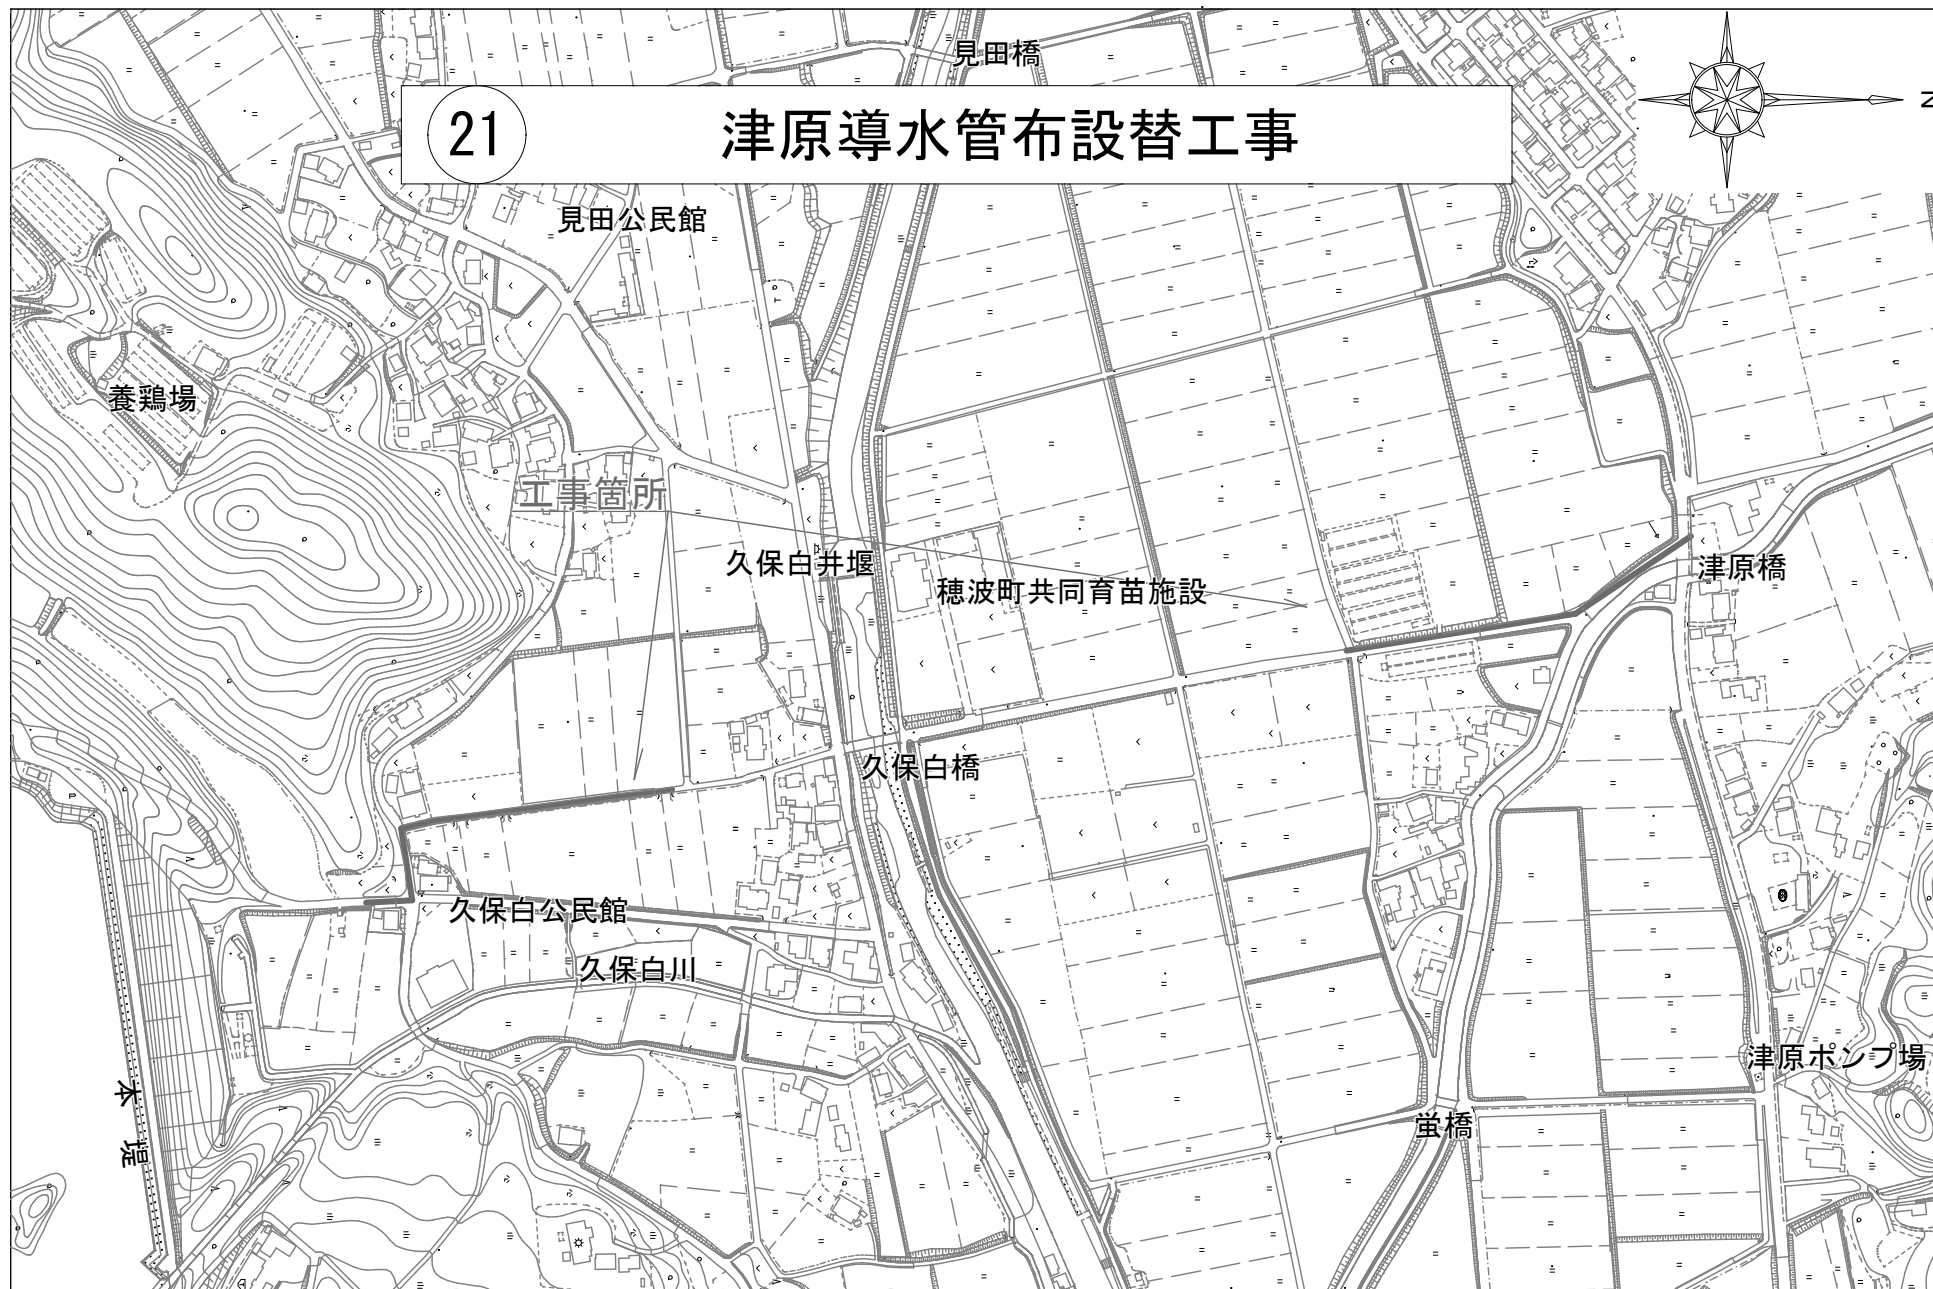 見田橋
21 津原導水管布設替工事
N
見田公民館
養鶏場
工事箇所
久保白井堰
穂波町共同育苗施設
津原橋
久保白橋
久保白公民館
久保白川
津原ポンプ場
本堤
蛍橋